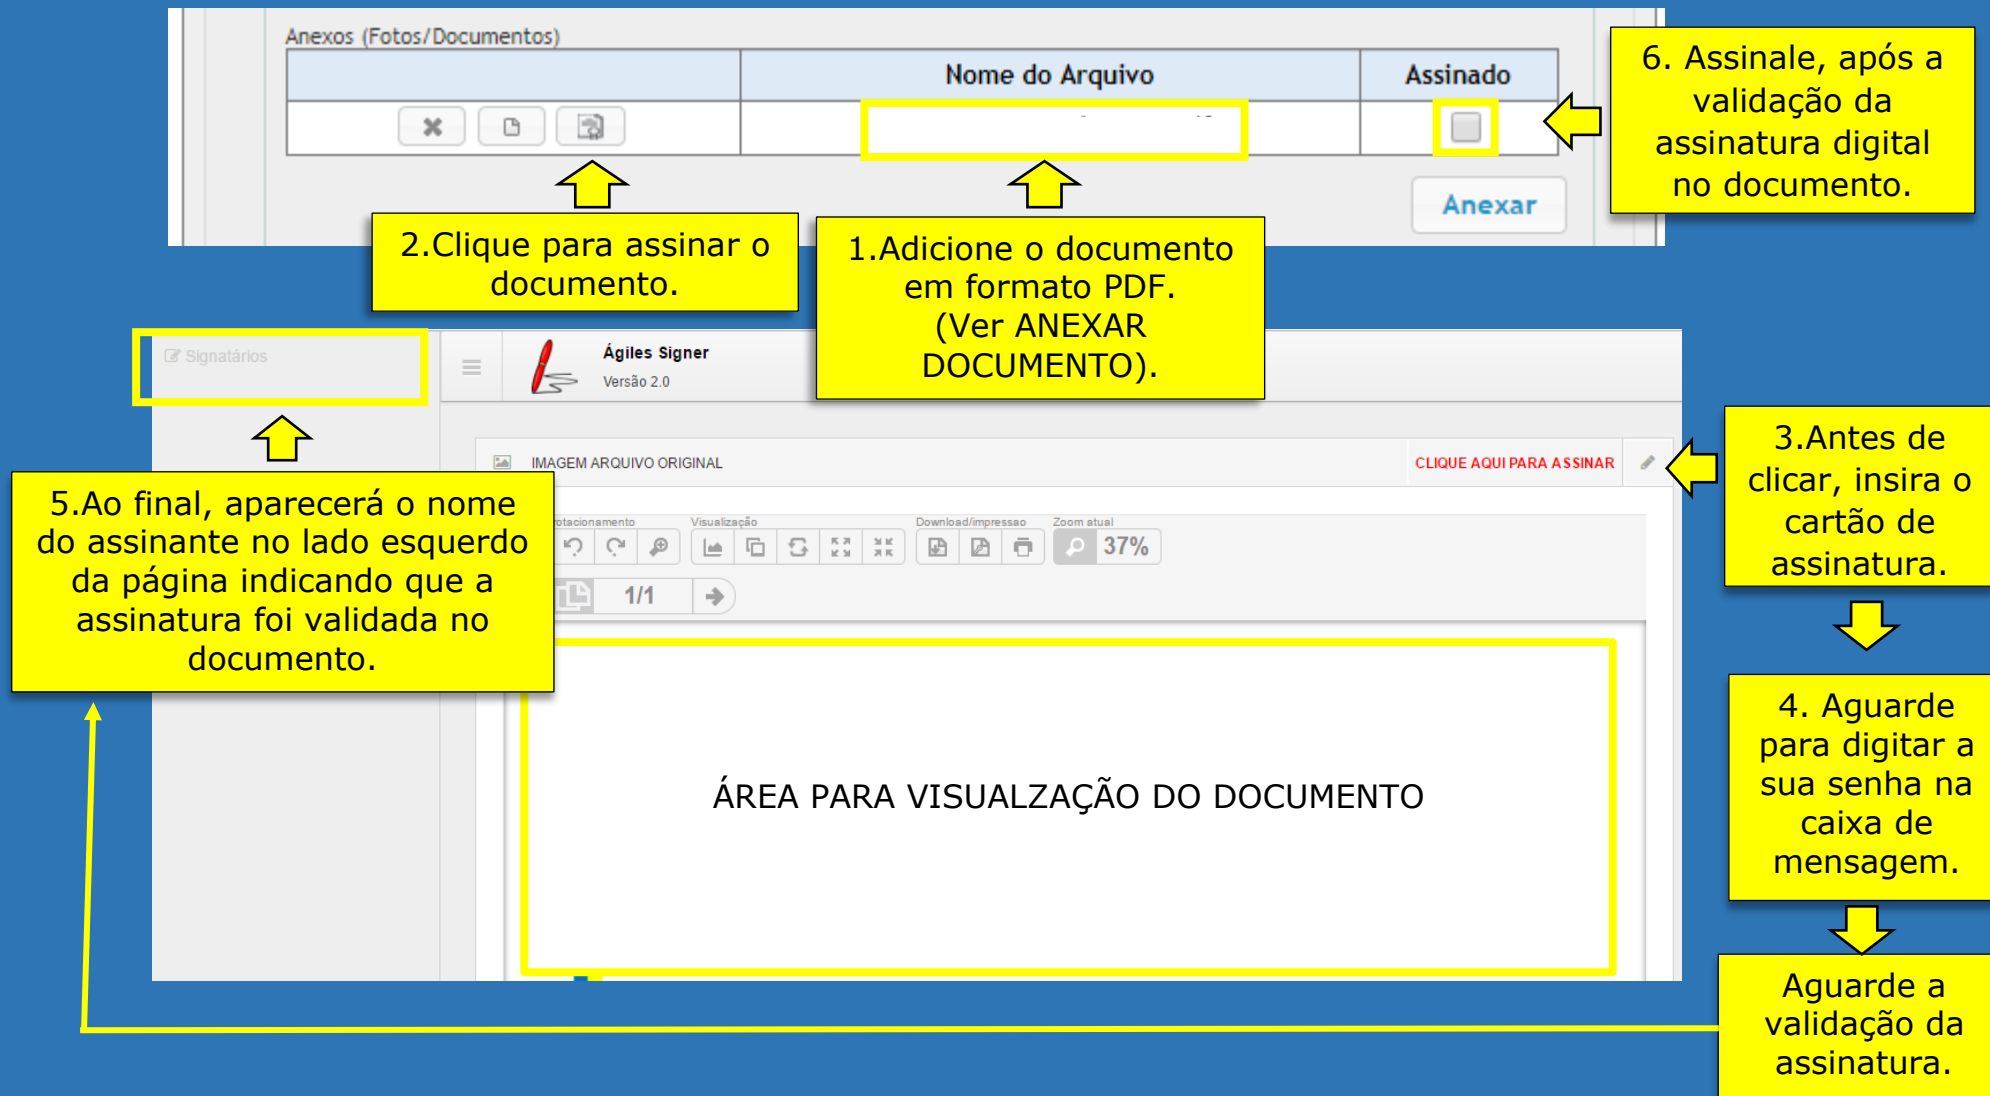 Anexos (Fotos/Documentos)
Nome do Arquivo
Assinado
Anexar
6. Assinale, após a
validação da
assinatura digital
no documento.
2.Clique para assinar o
documento.
1.Adicione o documento
em formato PDF.
(Ver ANEXAR
DOCUMENTO).
Signatários
Ágiles Signer
Versão 2.0
IMAGEM ARQUIVO ORIGINAL
CLIQUE AQUI PARA ASSINAR
3.Antes de
clicar, insira o
cartão de
assinatura.
5.Ao final, aparecerá o nome
do assinante no lado esquerdo
da página indicando que a
assinatura foi validada no
documento.
otacionamento
Visualização
Download/impressao
Zoom atual
37%
1/1
4. Aguarde
para digitar a
sua senha na
caixa de
mensagem.
ÁREA PARA VISUALZAÇÃO DO DOCUMENTO
Aguarde a
validação da
assinatura.